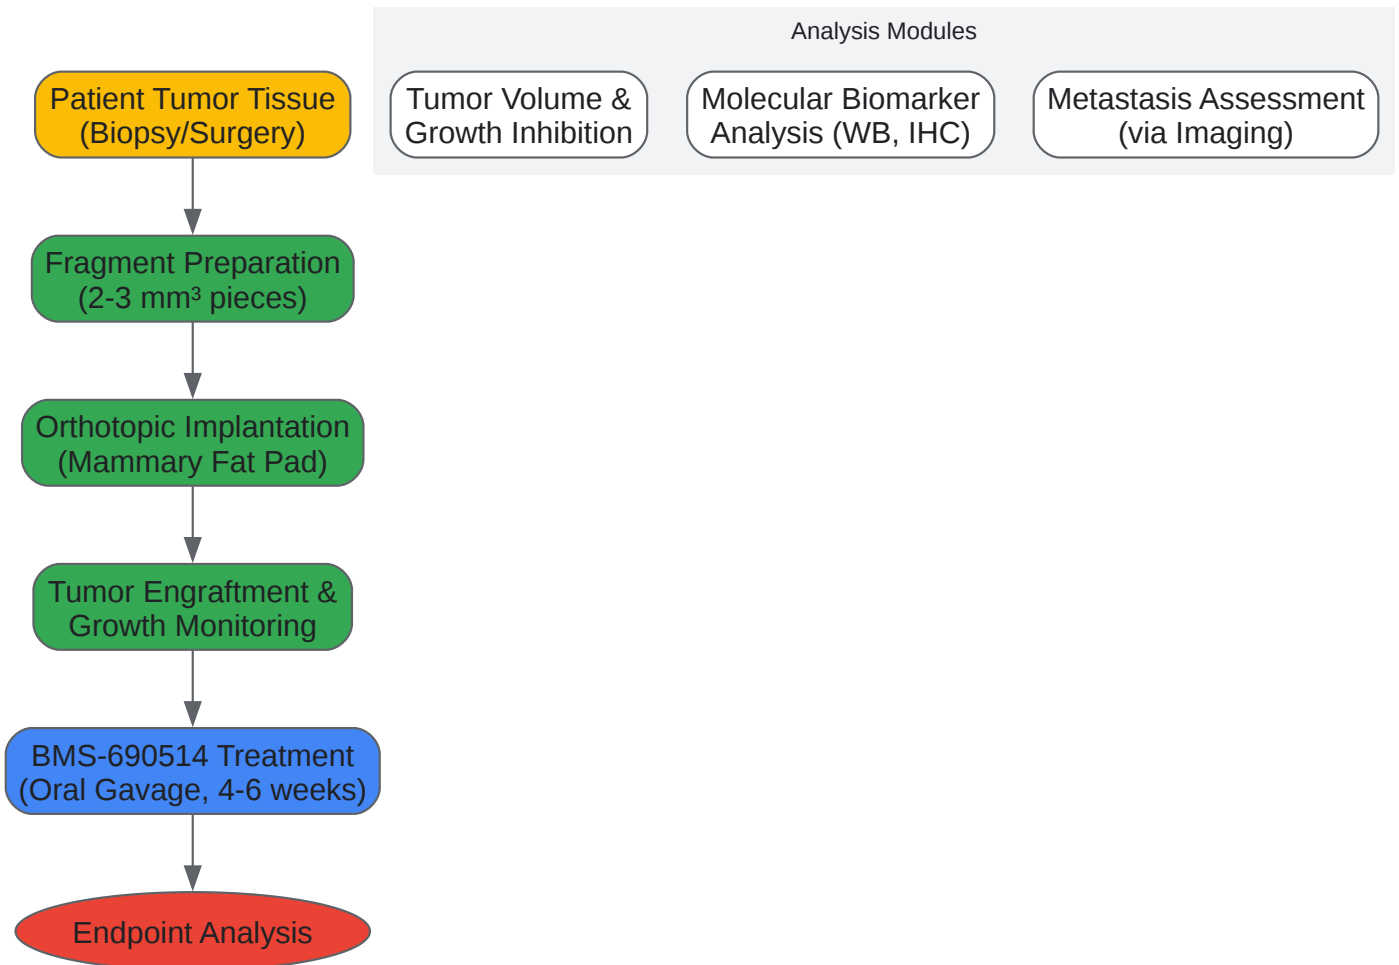 Analysis Modules
Patient Tumor Tissue
(Biopsy/Surgery)
Tumor Volume &
Growth Inhibition
Molecular Biomarker
Analysis (WB, IHC)
Metastasis Assessment
(via Imaging)
Fragment Preparation
(2-3 mm³ pieces)
Orthotopic Implantation
(Mammary Fat Pad)
Tumor Engraftment &
Growth Monitoring
BMS-690514 Treatment
(Oral Gavage, 4-6 weeks)
Endpoint Analysis